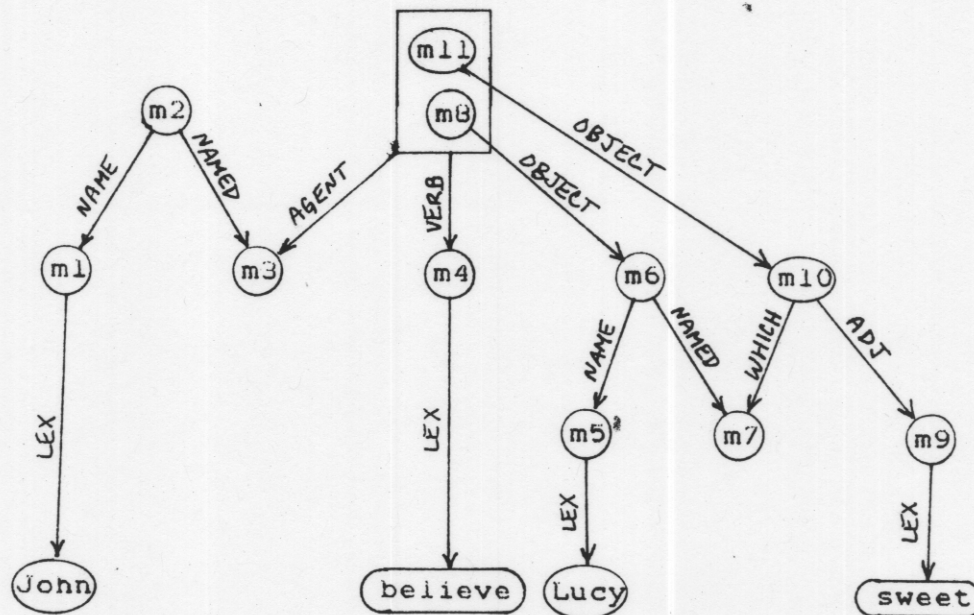 m11
m2 m8 OBJECT
NAME NAMED AGENT VERB OBJECT
m1 m3 m4 m6 m10
NAME NAMED WHICH ADJ
m5 m7 m9
LEX LEX LEX LEX
John believe Lucy sweet